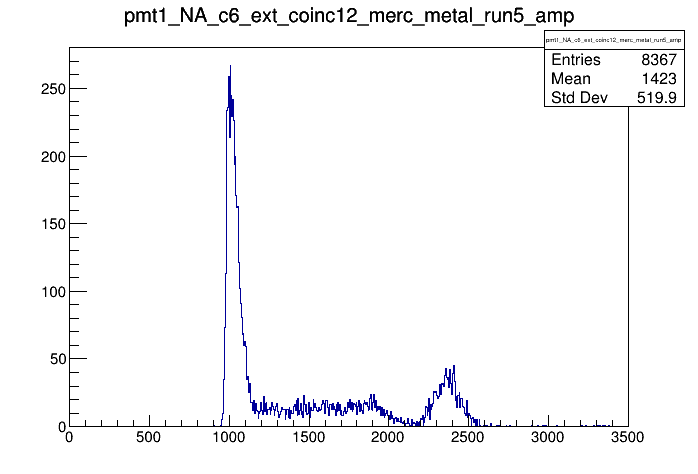 pmt1_NA_c6_ext_coinc12_merc_metal_run5_amp
pmt1_NA_c6_ext_coinc12_merc_metal_run5_amp
Entries 8367
Mean 1423
Std Dev 519.9
250
200
150
100
50
0
0 500 1000 1500 2000 2500 3000 3500